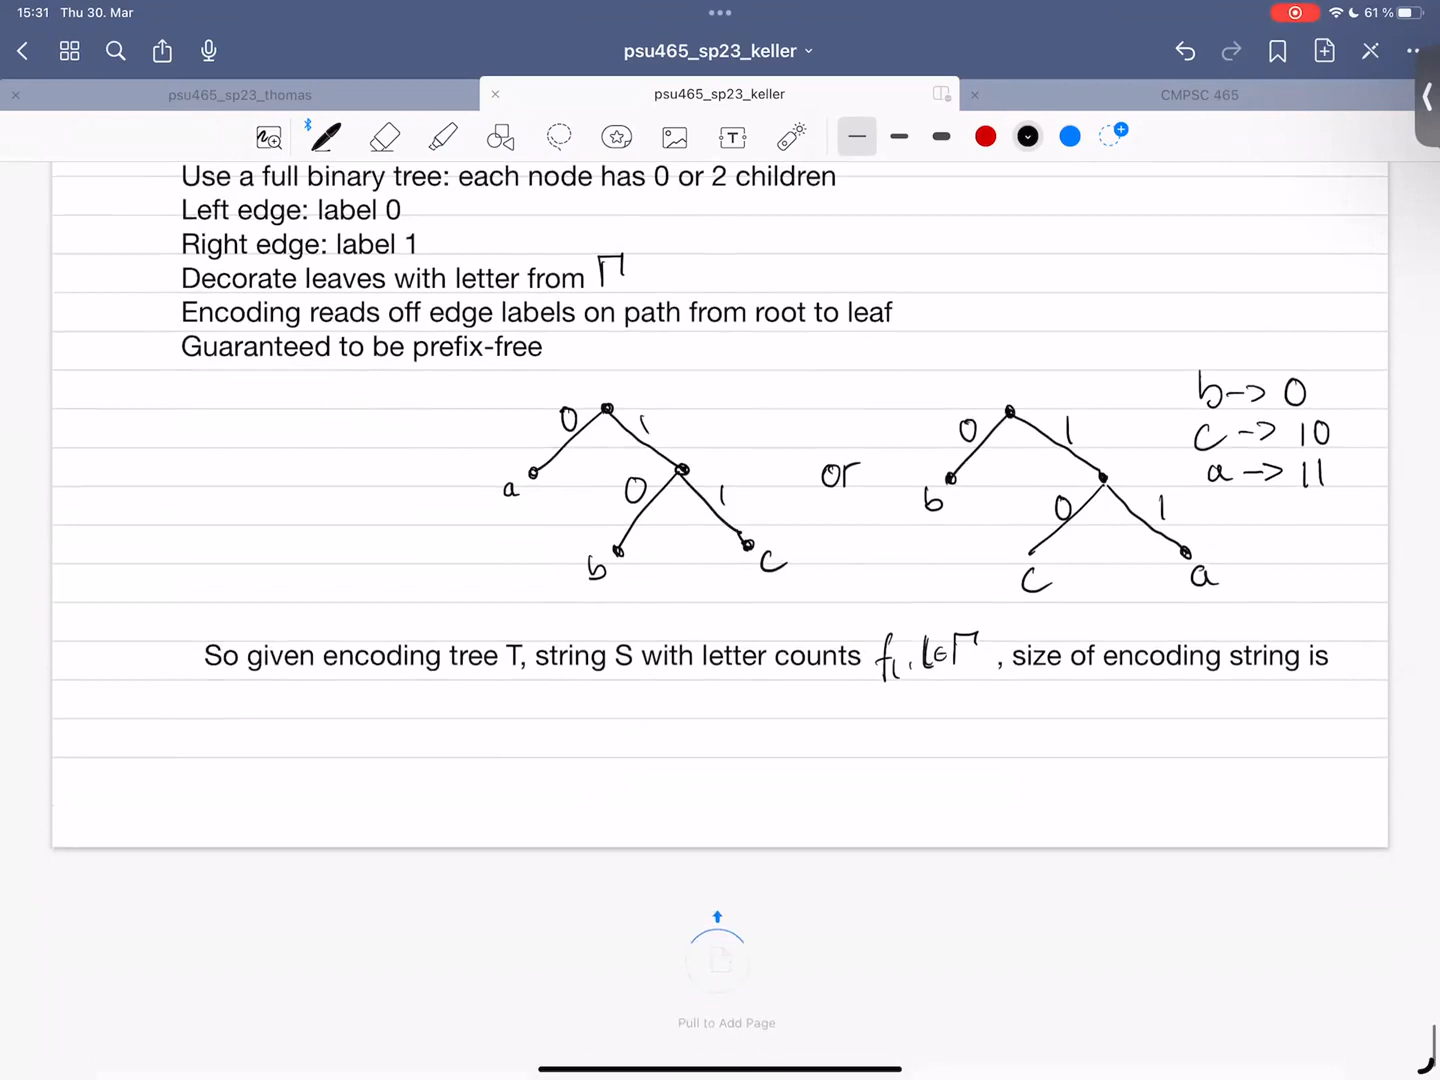 15:31 Thu 30. Mar 61 %
psu465_sp23_keller
psu465_sp23_thomas psu465_sp23_keller CMPSC 465
Use a full binary tree: each node has 0 or 2 children
Left edge: label 0
Right edge: label 1
Decorate leaves with letter from Γ
Encoding reads off edge labels on path from root to leaf
Guaranteed to be prefix-free
b -> 0
0 1 0 1 c -> 10
a 0 1 or b 0 1 a -> 11
b c c a
So given encoding tree T, string S with letter counts f_l, l∈Γ , size of encoding string is
Pull to Add Page